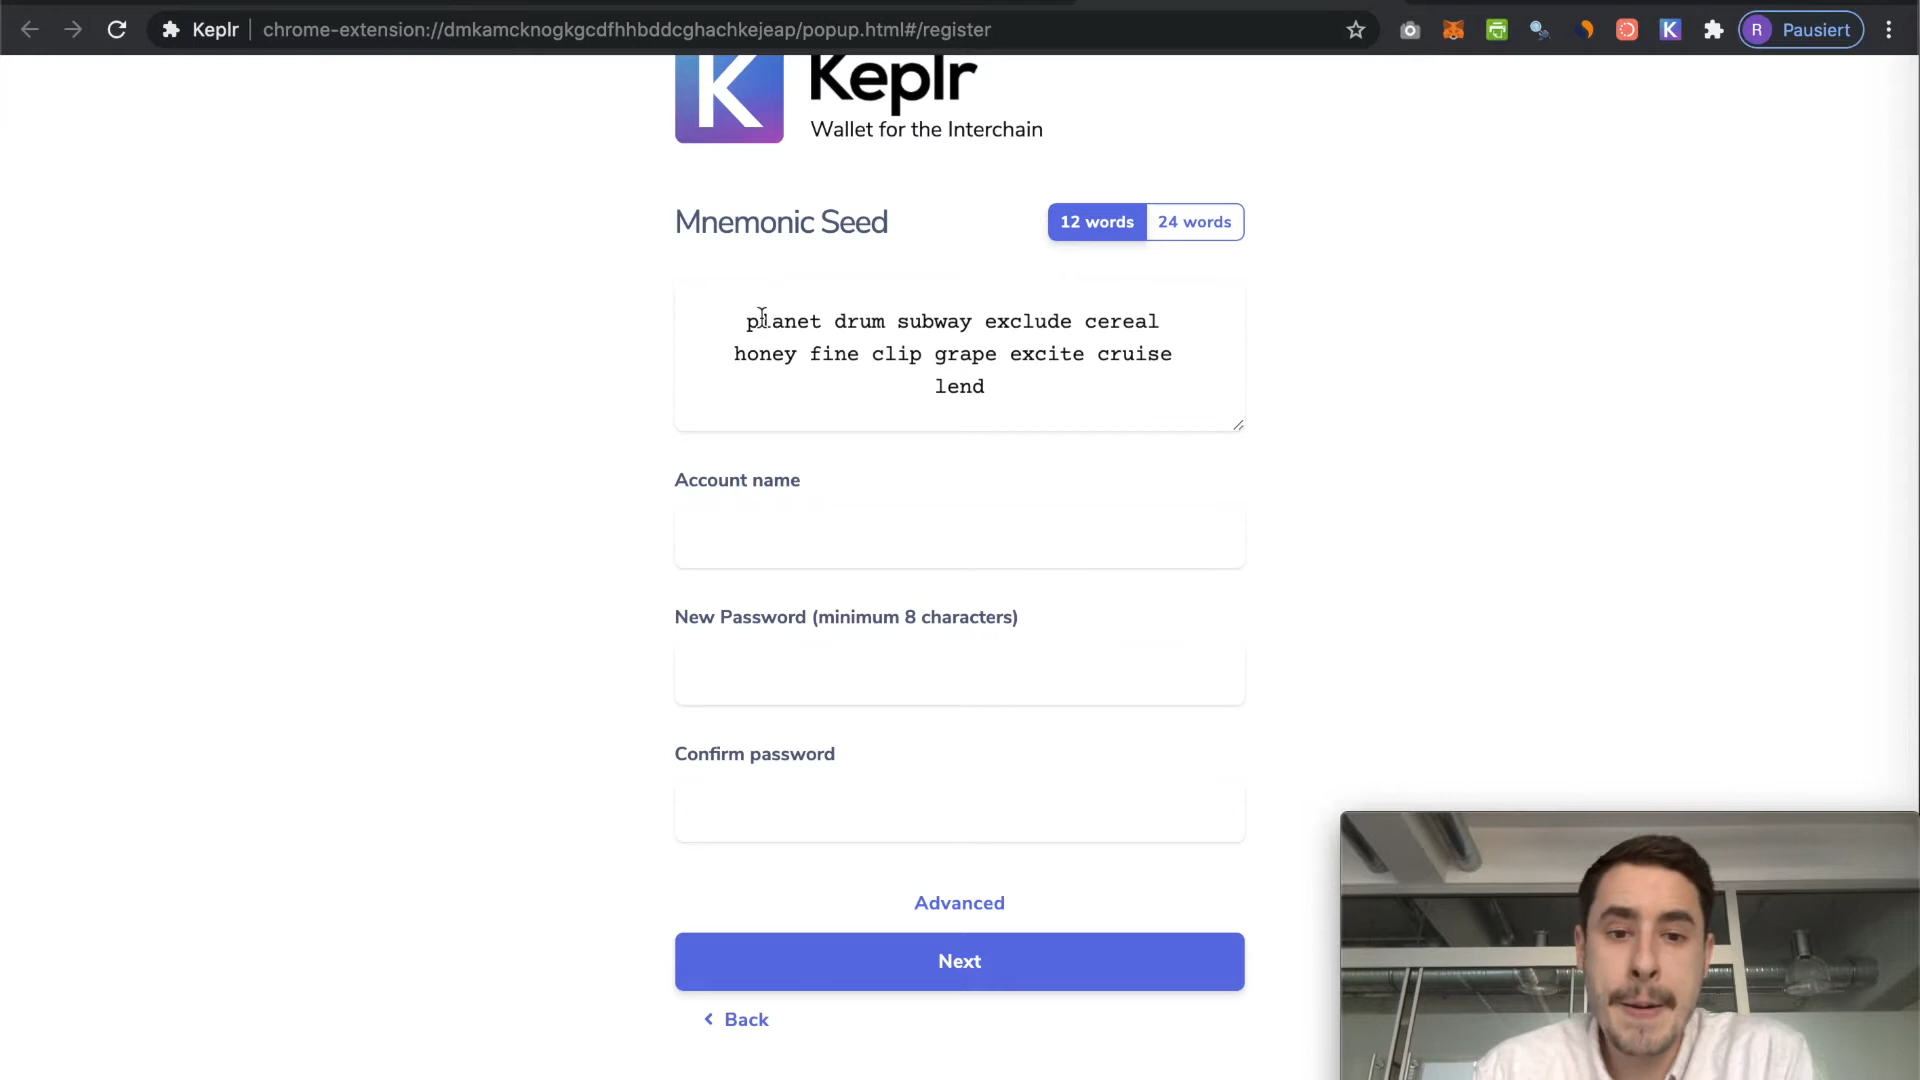 Keplr
chrome-extension://dmkamcknogkgcdfhhbddcghachkejeap/popup.html#/register
K
R
Pausiert
K
Keplr
Wallet for the Interchain
Mnemonic Seed
12 words
24 words
planet drum subway exclude cereal
honey fine clip grape excite cruise
lend
Account name
New Password (minimum 8 characters)
Confirm password
Advanced
Next
Back